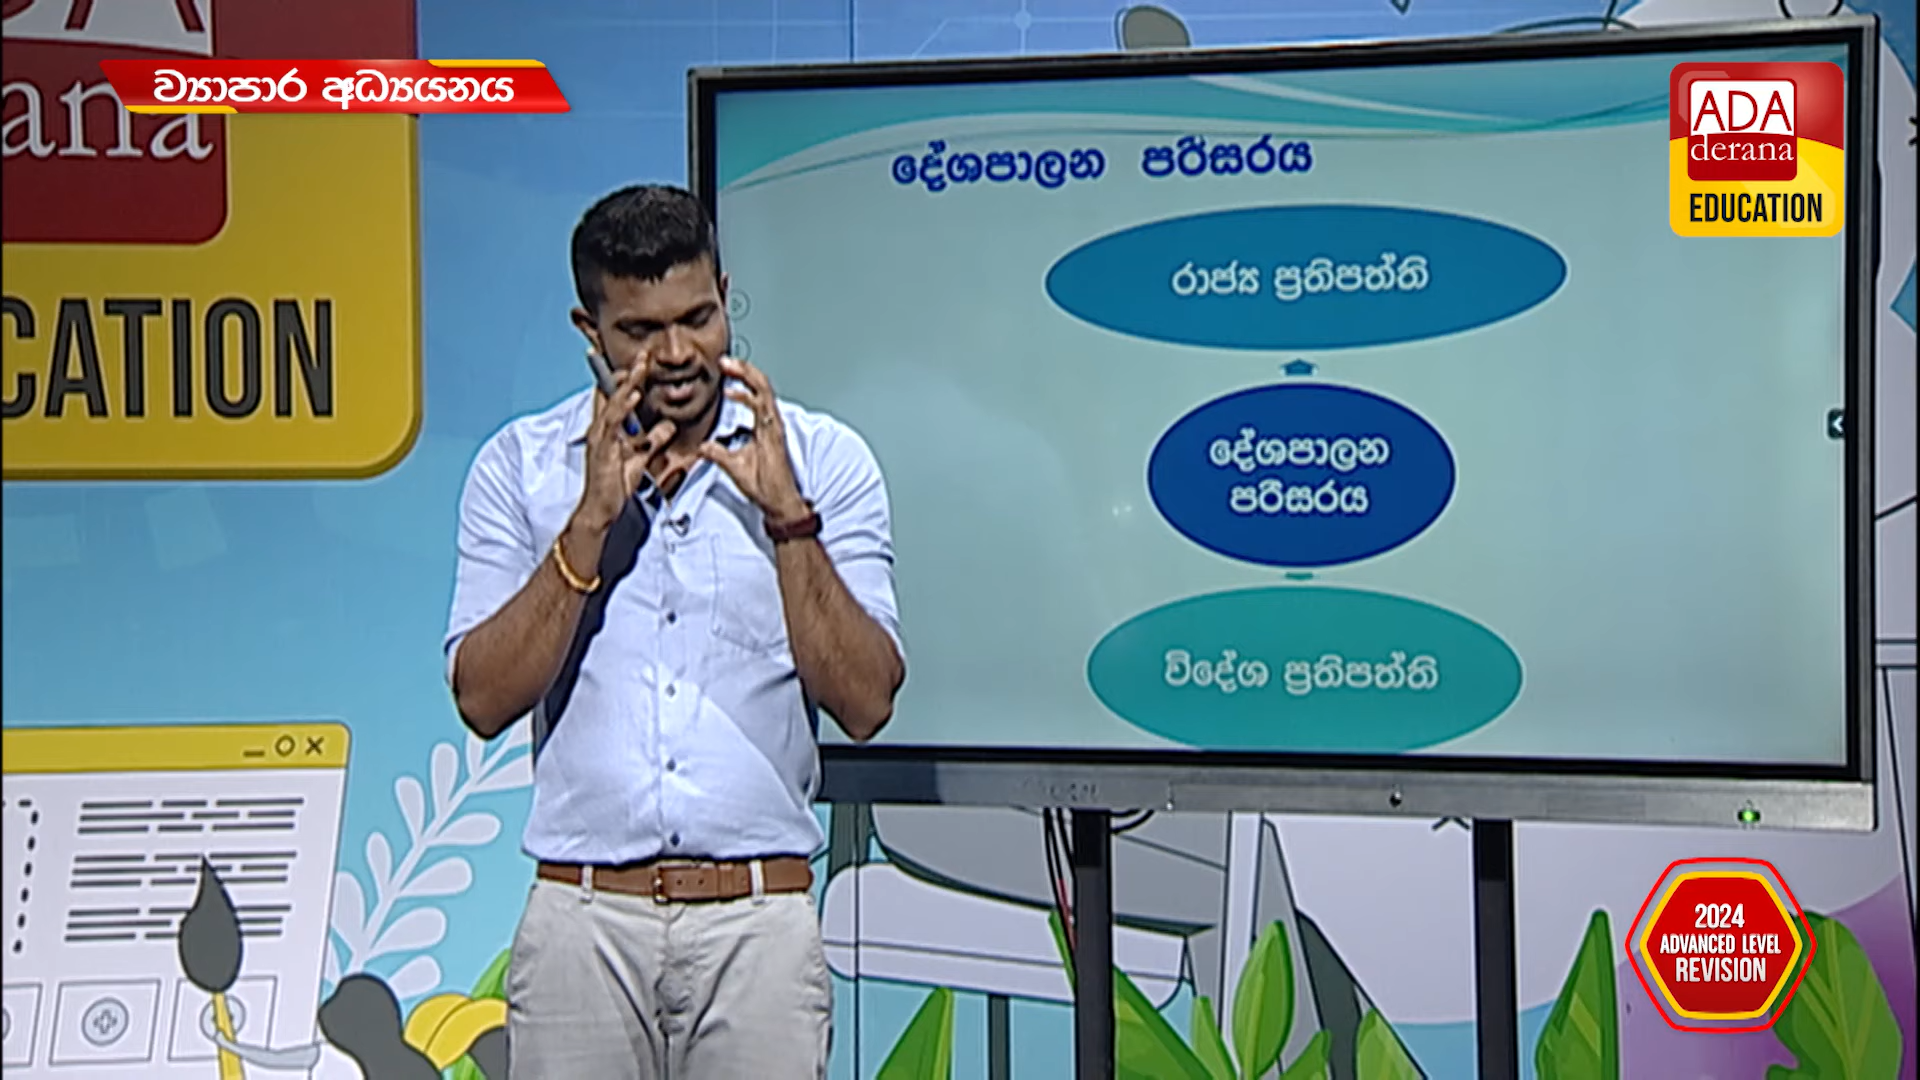 ව්‍යාපාර අධ්‍යයනය
ADA
derana
EDUCATION
දේශපාලන පරිසරය
රාජ්‍ය ප්‍රතිපත්ති
දේශපාලන
පරිසරය
විදේශ ප්‍රතිපත්ති
ana
CATION
2024
ADVANCED LEVEL
REVISION